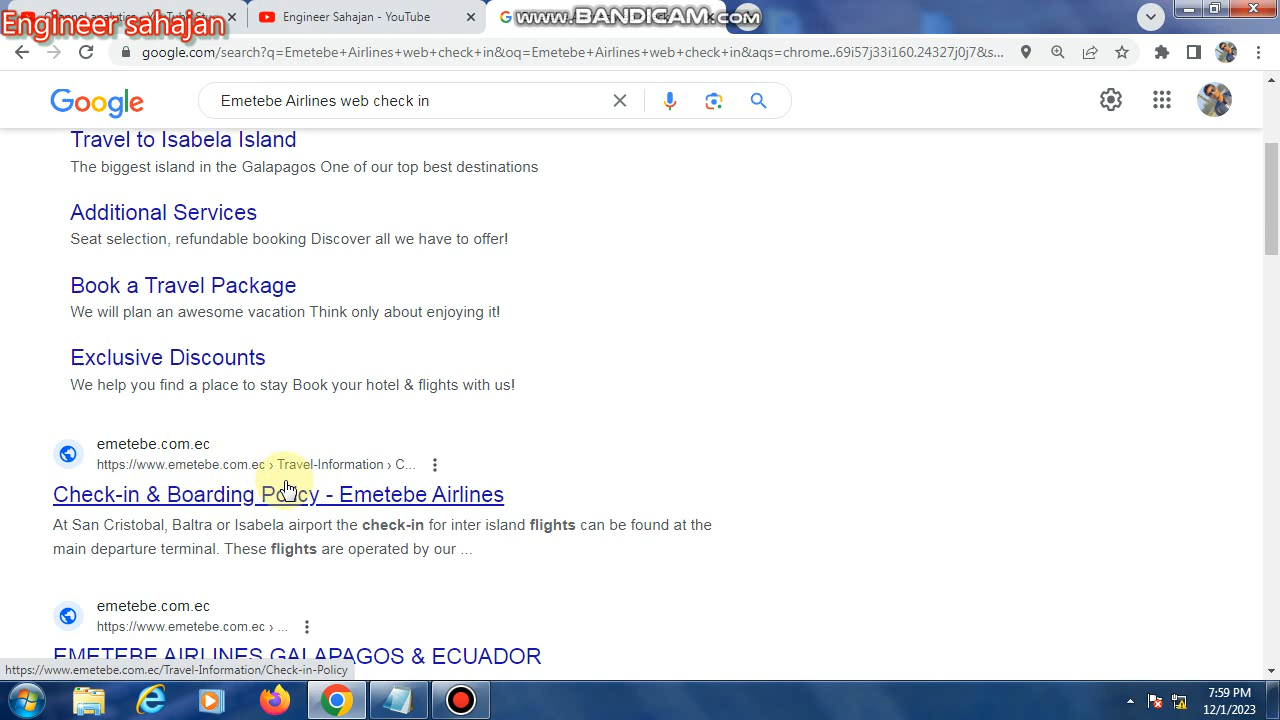 Engineer sahajan
Engineer Sahajan - YouTube
www.BANDICAM.com
google.com/search?q=Emetebe+Airlines+web+check+in&oq=Emetebe+Airlines+web+check+in&aqs=chrome..69i57j33i160.24327j0j7&s...
Google
Emetebe Airlines web check in
Travel to Isabela Island
The biggest island in the Galapagos One of our top best destinations
Additional Services
Seat selection, refundable booking Discover all we have to offer!
Book a Travel Package
We will plan an awesome vacation Think only about enjoying it!
Exclusive Discounts
We help you find a place to stay Book your hotel & flights with us!
emetebe.com.ec
https://www.emetebe.com.ec › Travel-Information › C...
Check-in & Boarding Policy - Emetebe Airlines
At San Cristobal, Baltra or Isabela airport the check-in for inter island flights can be found at the
main departure terminal. These flights are operated by our ...
emetebe.com.ec
https://www.emetebe.com.ec › ...
EMETEBE AIRLINES GALAPAGOS & ECUADOR
https://www.emetebe.com.ec/Travel-Information/Check-in-Policy
7:59 PM
12/1/2023